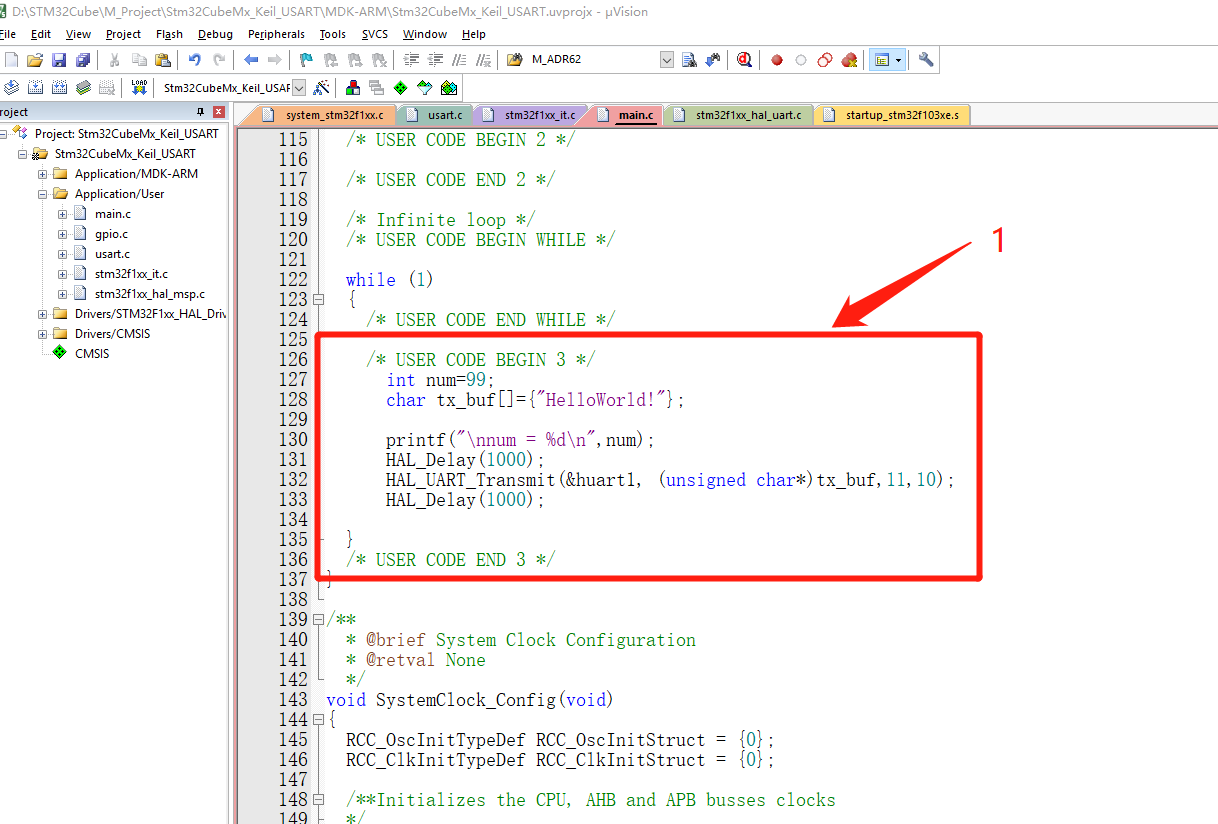 D:\STM32Cube\M_Project\Stm32CubeMx_Keil_USART\MDK-ARM\Stm32CubeMx_Keil_USART.uvprojx - µVision
File Edit View Project Flash Debug Peripherals Tools SVCS Window Help
M_ADR62
LOAD Stm32CubeMx_Keil_USAR
roject
Project: Stm32CubeMx_Keil_USART
Stm32CubeMx_Keil_USART
Application/MDK-ARM
Application/User
main.c
gpio.c
usart.c
stm32f1xx_it.c
stm32f1xx_hal_msp.c
Drivers/STM32F1xx_HAL_Driv
Drivers/CMSIS
CMSIS
system_stm32f1xx.c usart.c stm32f1xx_it.c main.c stm32f1xx_hal_uart.c startup_stm32f103xe.s
115 /* USER CODE BEGIN 2 */
116
117 /* USER CODE END 2 */
118
119 /* Infinite loop */
120 /* USER CODE BEGIN WHILE */
121
122 while (1)
123 {
124 /* USER CODE END WHILE */
125
126 /* USER CODE BEGIN 3 */
127 int num=99;
128 char tx_buf[]={"HelloWorld!"};
129
130 printf("\nnum = %d\n",num);
131 HAL_Delay(1000);
132 HAL_UART_Transmit(&huart1, (unsigned char*)tx_buf,11,10);
133 HAL_Delay(1000);
134
135 }
136 /* USER CODE END 3 */
137 }
138
139 /**
140 * @brief System Clock Configuration
141 * @retval None
142 */
143 void SystemClock_Config(void)
144 {
145 RCC_OscInitTypeDef RCC_OscInitStruct = {0};
146 RCC_ClkInitTypeDef RCC_ClkInitStruct = {0};
147
148 /**Initializes the CPU, AHB and APB busses clocks
149 */
1